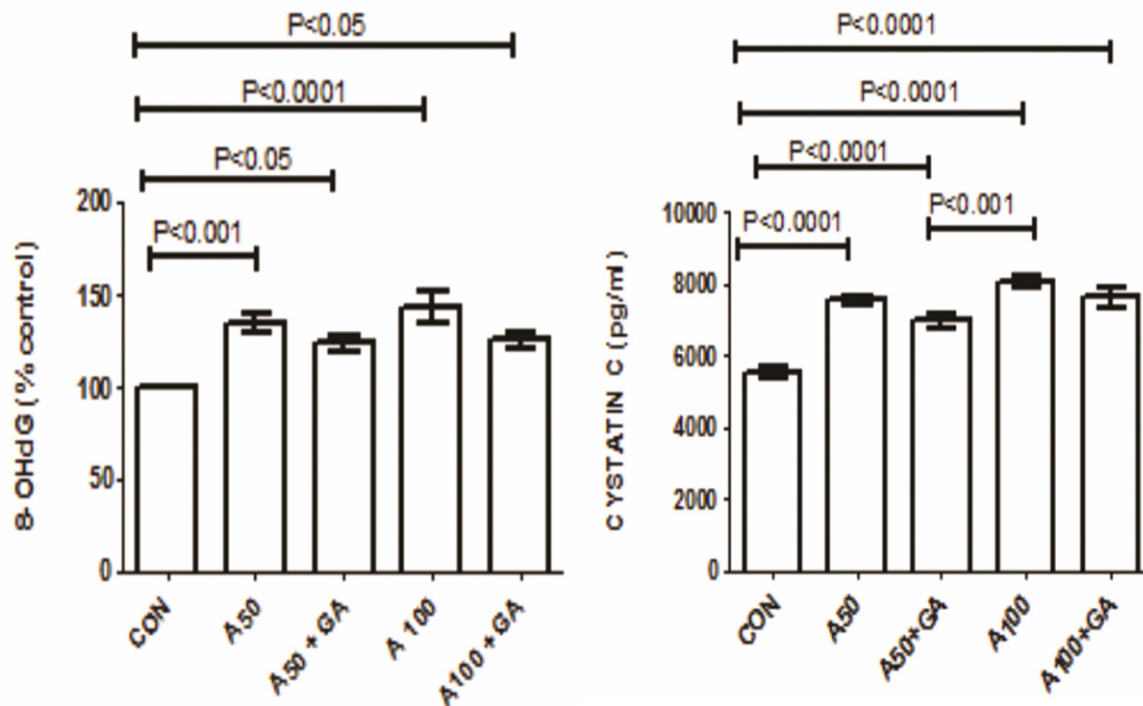 P<0.05
P<0.0001
P<0.05
P<0.001
200
150
100
50
0
8-OHdG (% control)
CON
A50
A50 + GA
A 100
A100 + GA
P<0.0001
P<0.0001
P<0.0001
P<0.001
P<0.0001
10000
8000
6000
4000
2000
0
CYSTATIN C (pg/ml)
CON
A50
A50+GA
A100
A100+GA